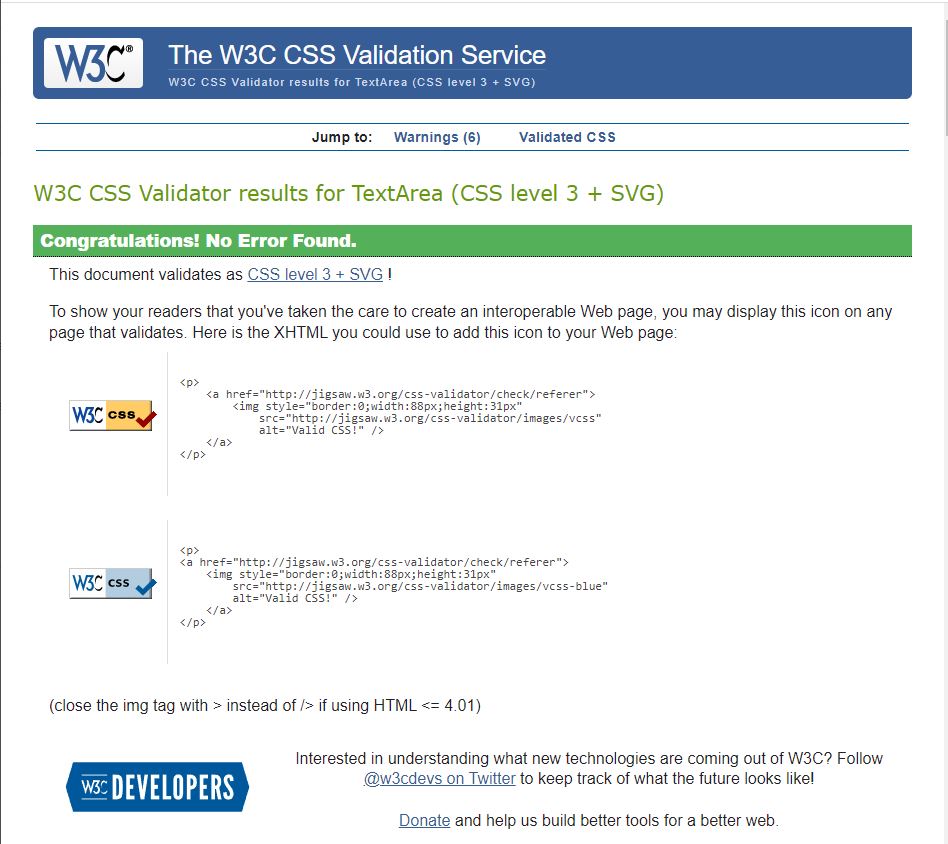 W3C® The W3C CSS Validation Service
W3C CSS Validator results for TextArea (CSS level 3 + SVG)
Jump to: Warnings (6) Validated CSS
W3C CSS Validator results for TextArea (CSS level 3 + SVG)
Congratulations! No Error Found.
This document validates as CSS level 3 + SVG !
To show your readers that you've taken the care to create an interoperable Web page, you may display this icon on any
page that validates. Here is the XHTML you could use to add this icon to your Web page:
W3C CSS
<p>
<a href="http://jigsaw.w3.org/css-validator/check/referer">
<img style="border:0;width:88px;height:31px"
src="http://jigsaw.w3.org/css-validator/images/vcss"
alt="Valid CSS!" />
</a>
</p>
W3C CSS
<p>
<a href="http://jigsaw.w3.org/css-validator/check/referer">
<img style="border:0;width:88px;height:31px"
src="http://jigsaw.w3.org/css-validator/images/vcss-blue"
alt="Valid CSS!" />
</a>
</p>
(close the img tag with > instead of /> if using HTML <= 4.01)
W3C DEVELOPERS
Interested in understanding what new technologies are coming out of W3C? Follow
@w3cdevs on Twitter to keep track of what the future looks like!
Donate and help us build better tools for a better web.